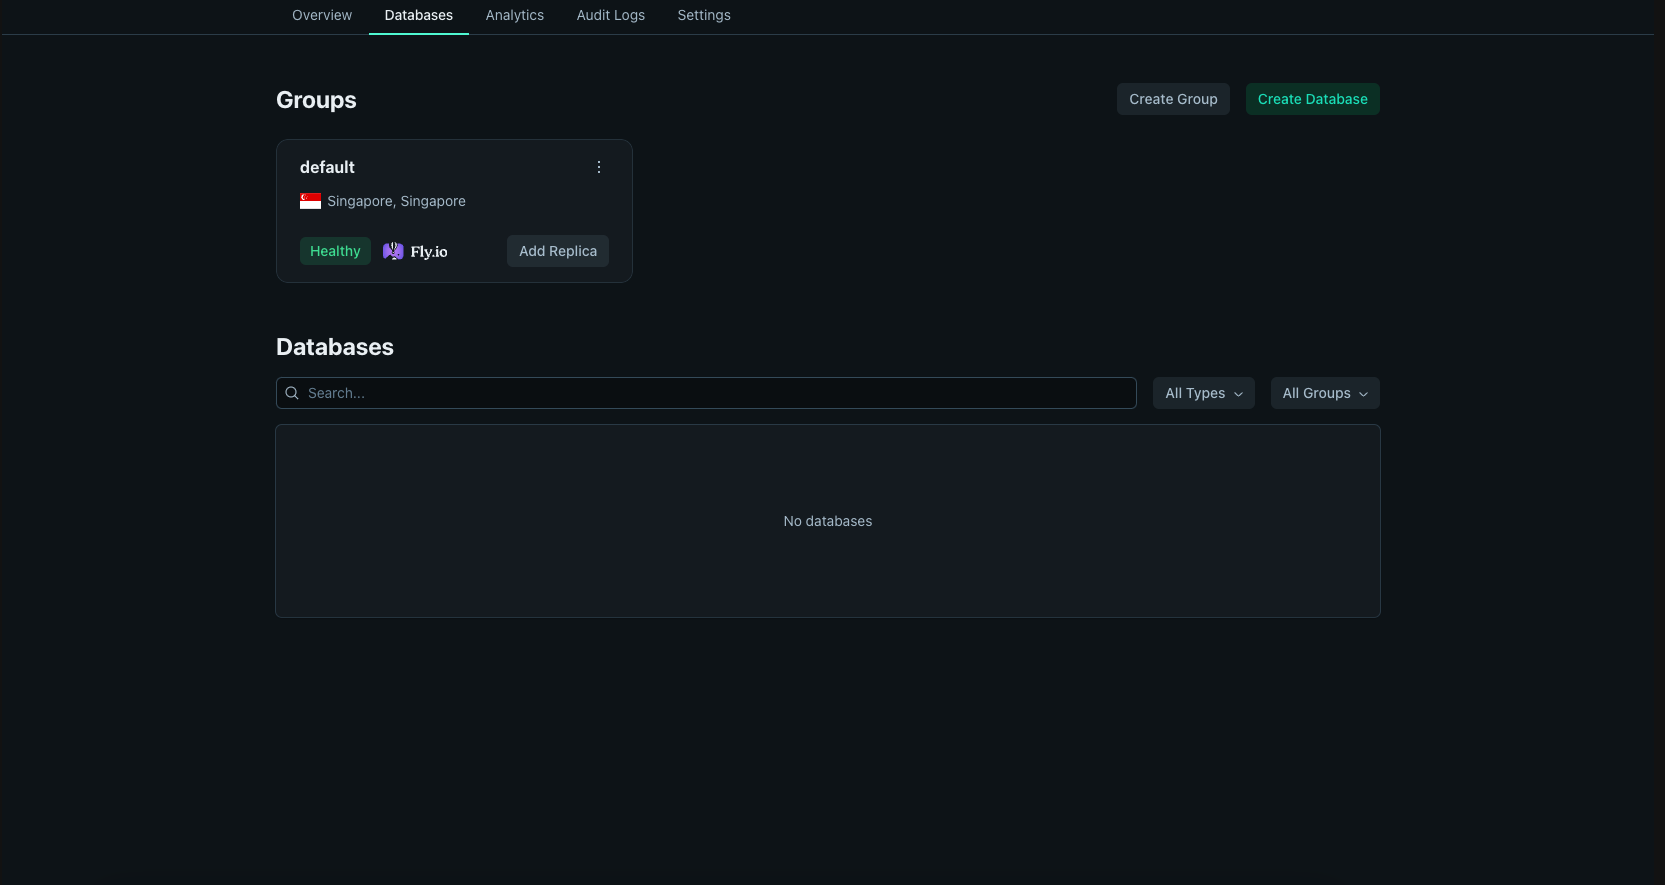 Overview Databases Analytics Audit Logs Settings
Groups
Create Group Create Database
default
Singapore, Singapore
Healthy Fly.io Add Replica
Databases
Search... All Types All Groups
No databases